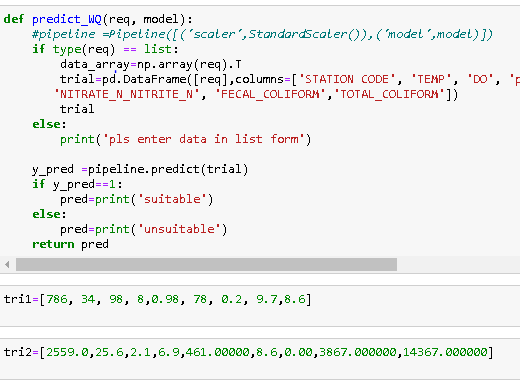 def predict_WQ(req, model):
#pipeline =Pipeline([('scaler',StandardScaler()),('model',model)])
if type(req) == list:
data_array=np.array(req).T
trial=pd.DataFrame([req],columns=['STATION CODE', 'TEMP', 'DO',
'NITRATE_N_NITRITE_N', 'FECAL_COLIFORM','TOTAL_COLIFORM'])
trial
else:
print('pls enter data in list form')
y_pred =pipeline.predict(trial)
if y_pred==1:
pred=print('suitable')
else:
pred=print('unsuitable')
return pred
tri1=[786, 34, 98, 8,0.98, 78, 0.2, 9.7,8.6]
tri2=[2559.0,25.6,2.1,6.9,461.00000,8.6,0.00,3867.000000,14367.000000]